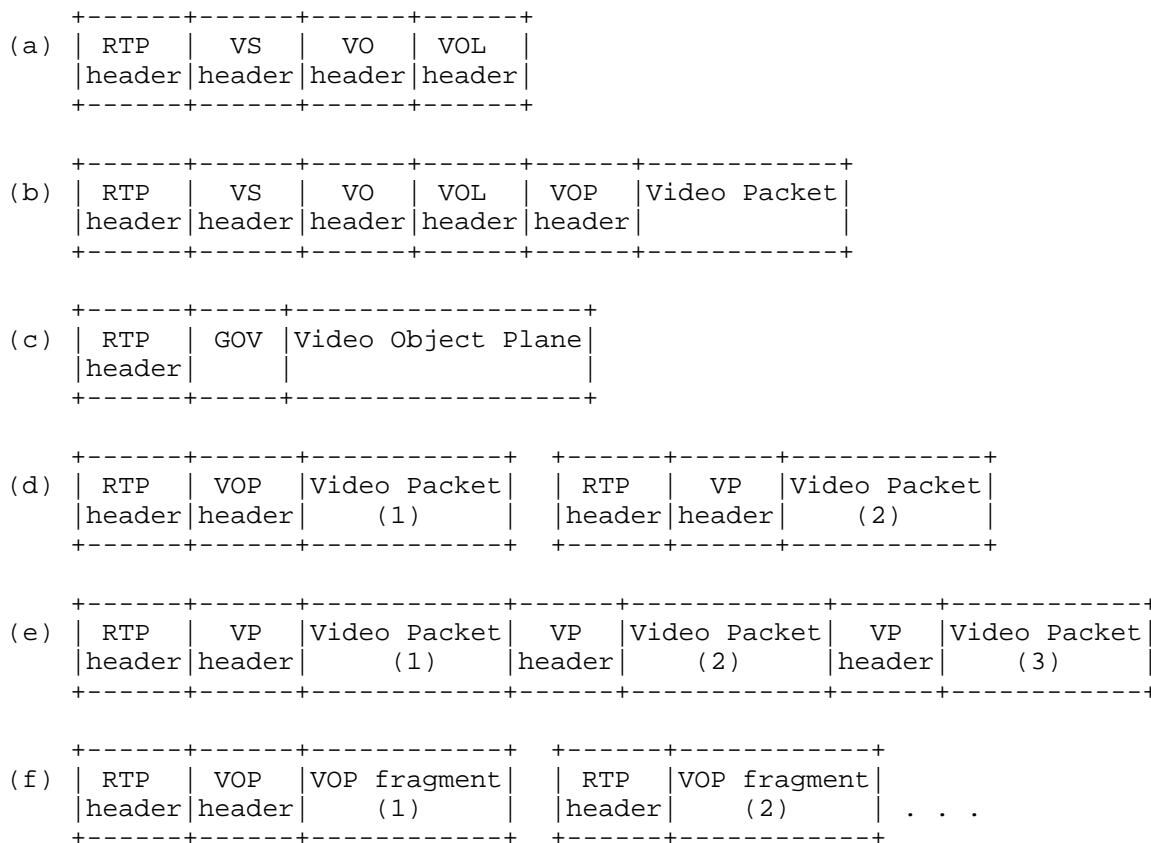 +------+------+------+------+
(a)  | RTP  |  VS  |  VO  | VOL  |
     |header|header|header|header|
     +------+------+------+------+

     +------+------+------+------+------+------------+
(b)  | RTP  |  VS  |  VO  | VOL  | VOP  |Video Packet|
     |header|header|header|header|header|            |
     +------+------+------+------+------+------------+

     +------+-----+------------------+
(c)  | RTP  | GOV |Video Object Plane|
     |header|     |                  |
     +------+-----+------------------+

     +------+------+------------+  +------+------+------------+
(d)  | RTP  | VOP  |Video Packet|  | RTP  |  VP  |Video Packet|
     |header|header|    (1)     |  |header|header|    (2)     |
     +------+------+------------+  +------+------+------------+

     +------+------+------------+------+------------+------+------------+
(e)  | RTP  |  VP  |Video Packet|  VP  |Video Packet|  VP  |Video Packet|
     |header|header|    (1)     |header|    (2)     |header|    (3)     |
     +------+------+------------+------+------------+------+------------+

     +------+------+------------+  +------+------------+
(f)  | RTP  | VOP  |VOP fragment|  | RTP  |VOP fragment|
     |header|header|    (1)     |  |header|    (2)     | . . .
     +------+------+------------+  +------+------------+